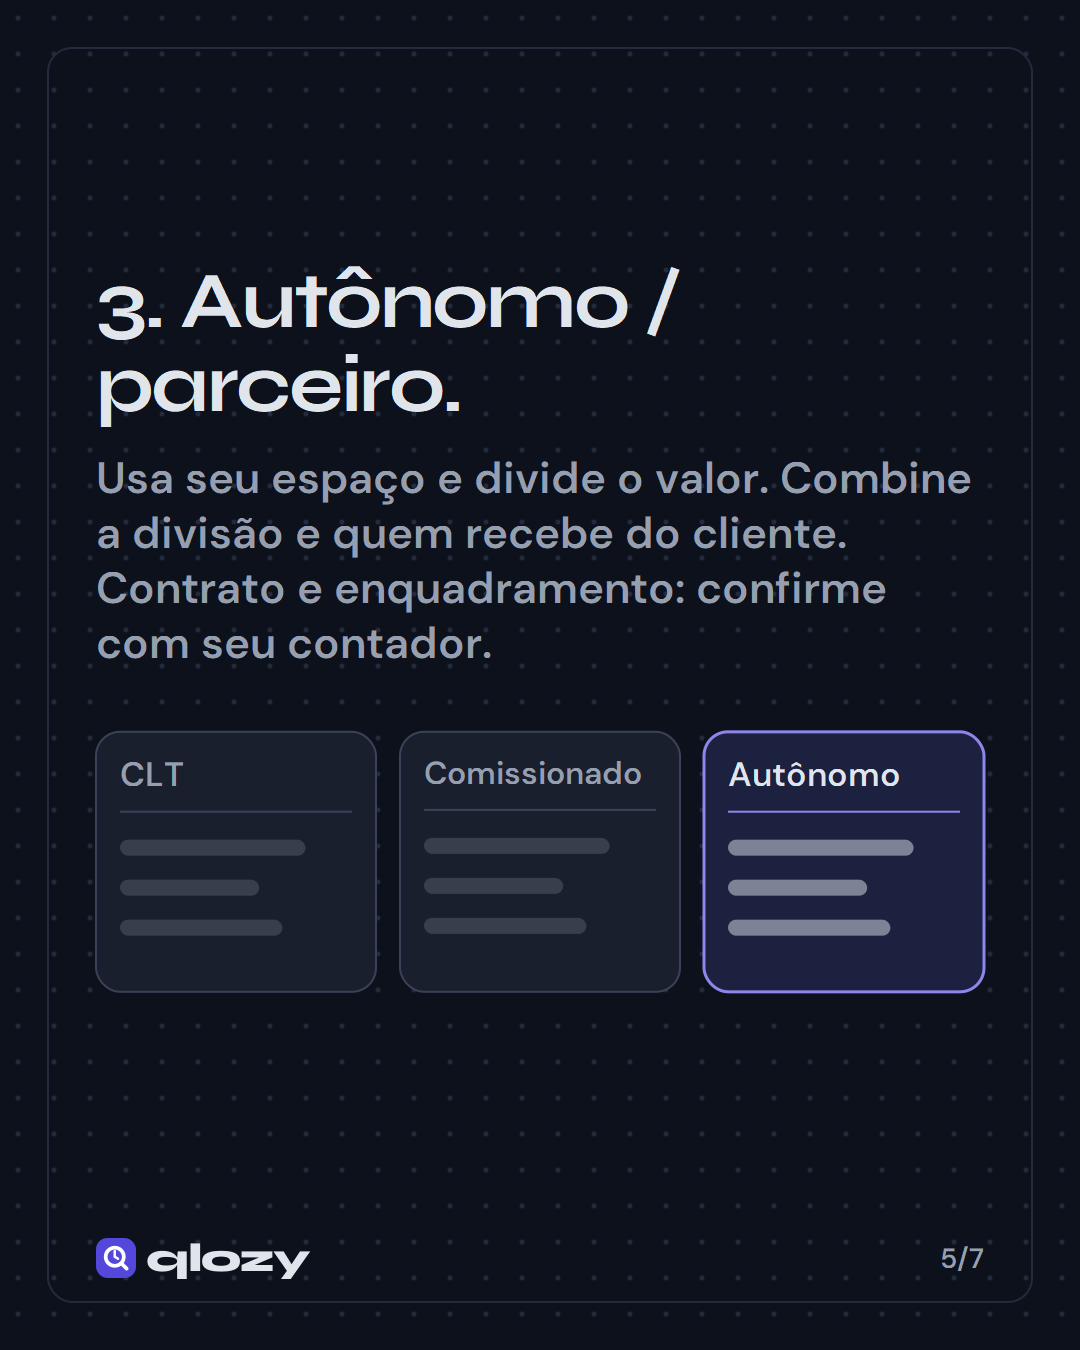 3. Autônomo /
parceiro.
Usa seu espaço e divide o valor. Combine
a divisão e quem recebe do cliente.
Contrato e enquadramento: confirme
com seu contador.
CLT
Comissionado
Autônomo
qlozy
5/7